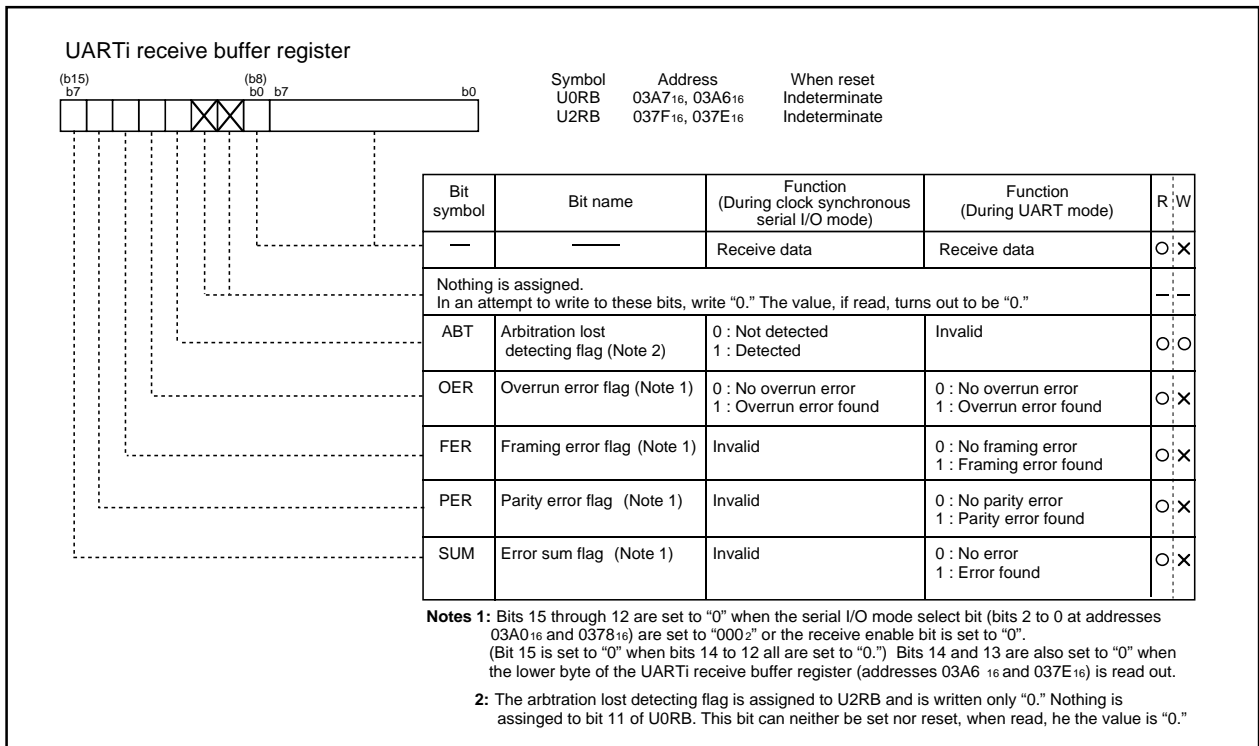 UARTi receive buffer register
(b15) (b8)
b7 b0 b7 b0
Symbol Address When reset
U0RB 03A716, 03A616 Indeterminate
U2RB 037F16, 037E16 Indeterminate
Bit symbol Bit name Function (During clock synchronous serial I/O mode) Function (During UART mode) R W
— — Receive data Receive data
Nothing is assigned.
In an attempt to write to these bits, write “0.” The value, if read, turns out to be “0.”
— —
ABT Arbitration lost detecting flag (Note 2) 0 : Not detected Invalid
1 : Detected
OER Overrun error flag (Note 1) 0 : No overrun error 0 : No overrun error
1 : Overrun error found 1 : Overrun error found
FER Framing error flag (Note 1) Invalid 0 : No framing error
1 : Framing error found
PER Parity error flag (Note 1) Invalid 0 : No parity error
1 : Parity error found
SUM Error sum flag (Note 1) Invalid 0 : No error
1 : Error found
Notes 1: Bits 15 through 12 are set to “0” when the serial I/O mode select bit (bits 2 to 0 at addresses
03A016 and 037816) are set to “0002” or the receive enable bit is set to “0”.
(Bit 15 is set to “0” when bits 14 to 12 all are set to “0.”) Bits 14 and 13 are also set to “0” when
the lower byte of the UARTi receive buffer register (addresses 03A6 16 and 037E16) is read out.
2: The arbtration lost detecting flag is assigned to U2RB and is written only “0.” Nothing is
assinged to bit 11 of U0RB. This bit can neither be set nor reset, when read, he the value is “0.”